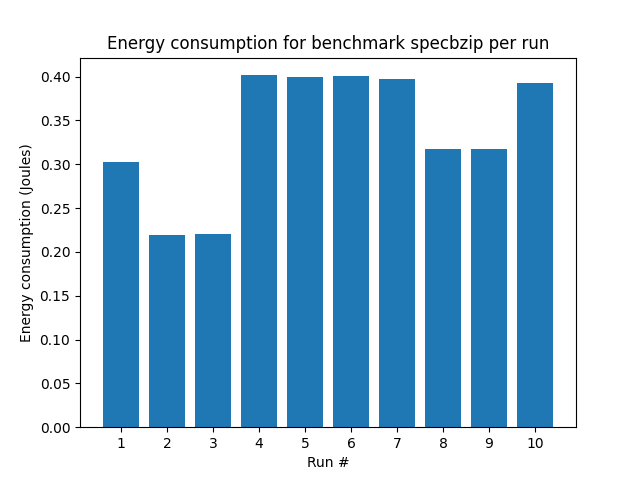 Energy consumption for benchmark specbzip per run
Energy consumption (Joules)
0.40
0.35
0.30
0.25
0.20
0.15
0.10
0.05
0.00
1 2 3 4 5 6 7 8 9 10
Run #